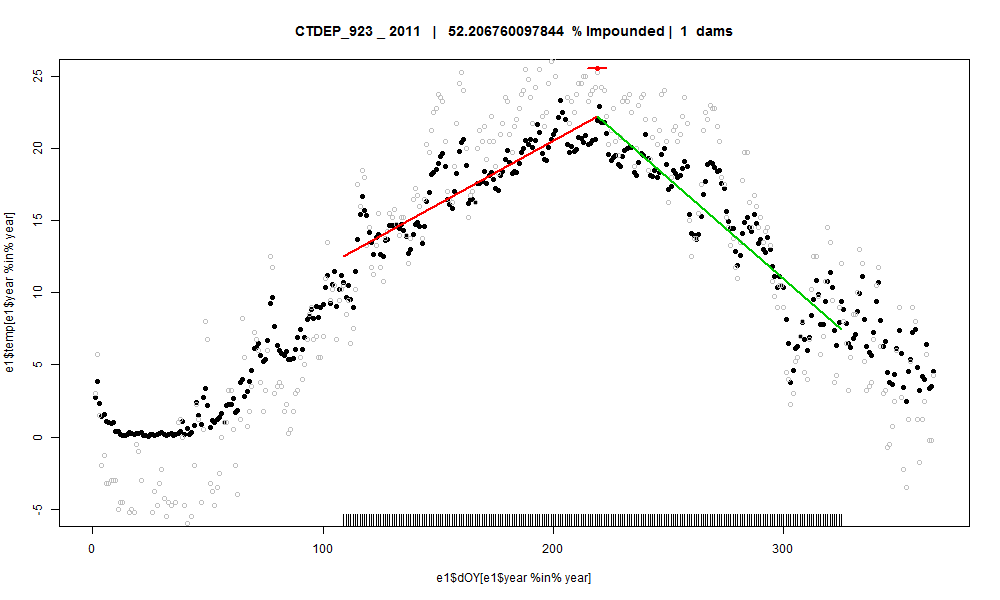 CTDEP_923 _ 2011 | 52.206760097844 % Impounded | 1 dams
25
20
15
10
5
0
-5
e1$temp[e1$year %in% year]
0 100 200 300
e1$dOY[e1$year %in% year]